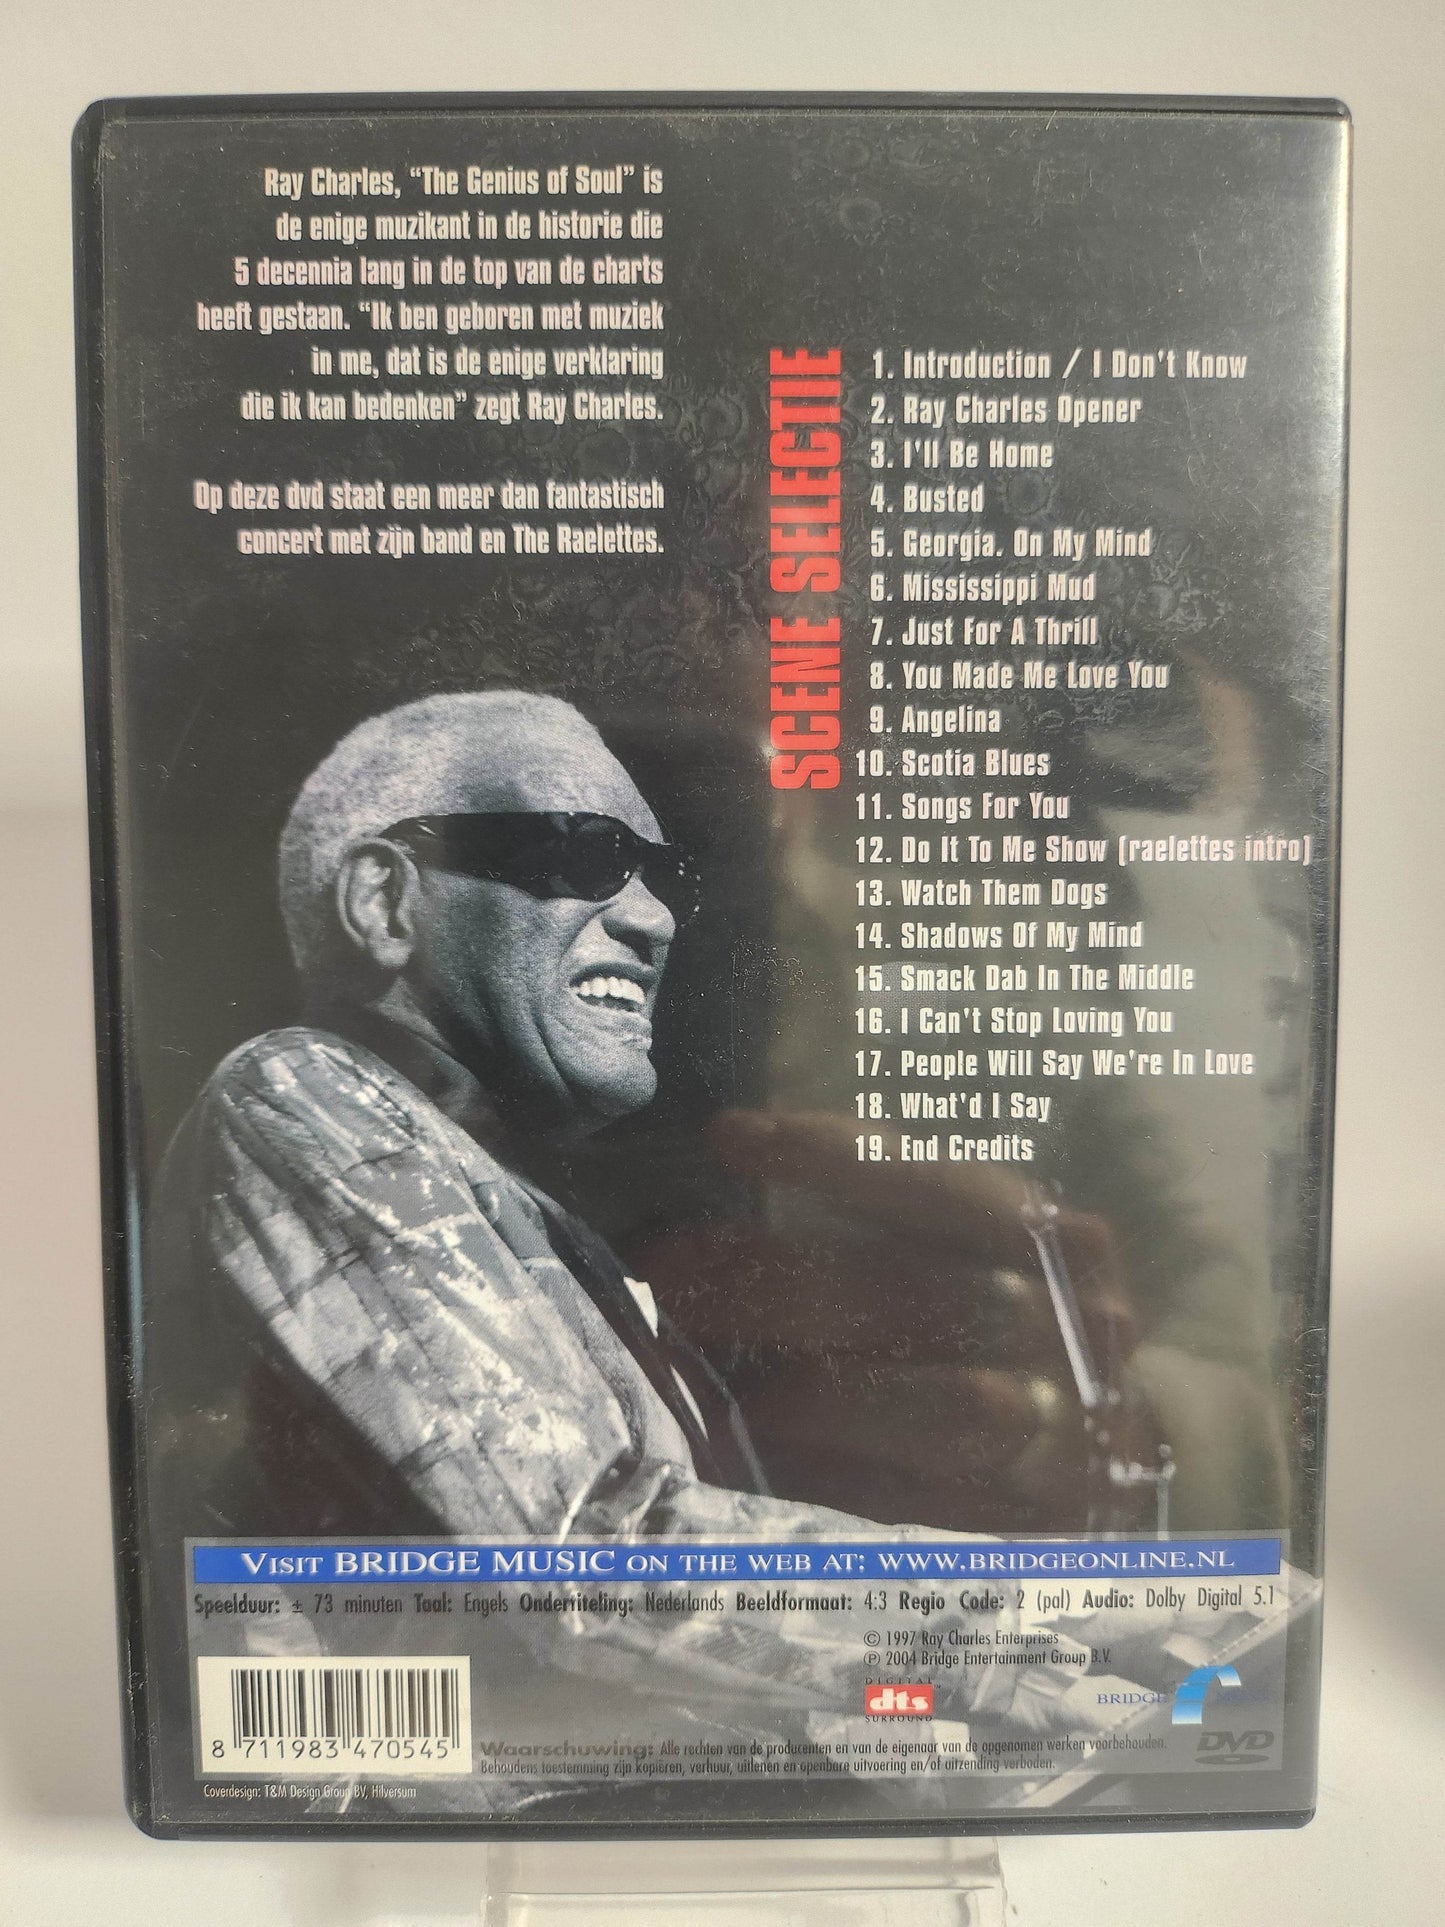 Ray Charles, “The Genius of Soul” is
de enige muzikant in de historie die
5 decennia lang in de top van de charts
heeft gestaan. “Ik ben geboren met muziek
in me, dat is de enige verklaring
die ik kan bedenken” zegt Ray Charles.
Op deze dvd staat een meer dan fantastisch
concert met zijn band en The Raelettes.
SCENE SELECTIE
1. Introduction / I Don't Know
2. Ray Charles Opener
3. I'll Be Home
4. Busted
5. Georgia. On My Mind
6. Mississippi Mud
7. Just For A Thrill
8. You Made Me Love You
9. Angelina
10. Scotia Blues
11. Songs For You
12. Do It To Me Show (raelettes intro)
13. Watch Them Dogs
14. Shadows Of My Mind
15. Smack Dab In The Middle
16. I Can't Stop Loving You
17. People Will Say We're In Love
18. What'd I Say
19. End Credits
VISIT BRIDGE MUSIC ON THE WEB AT: WWW.BRIDGEONLINE.NL
Speelduur: ± 73 minuten Taal: Engels Ondertiteling: Nederlands Beeldformaat: 4:3 Regio Code: 2 (pal) Audio: Dolby Digital 5.1
© 1997 Ray Charles Enterprises
℗ 2004 Bridge Entertainment Group B.V.
DIGITAL
dts™
SURROUND
BRIDGE
DVD
8 711983 470545
Waarschuwing: Alle rechten van de producenten en van de eigenaar van de opgenomen werken voorbehouden.
Behoudens toestemming zijn kopiëren, verhuur, uitlenen en openbare uitvoering en/of uitzending verboden.
Coverdesign: T&M Design Group BV, Hilversum